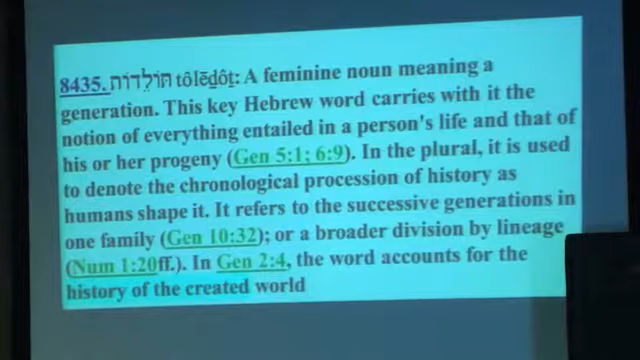 8435. תּוֹלֵדוֹת tôlēḏôṯ: A feminine noun meaning a
generation. This key Hebrew word carries with it the
notion of everything entailed in a person's life and that of
his or her progeny (Gen 5:1; 6:9). In the plural, it is used
to denote the chronological procession of history as
humans shape it. It refers to the successive generations in
one family (Gen 10:32); or a broader division by lineage
(Num 1:20ff.). In Gen 2:4, the word accounts for the
history of the created world